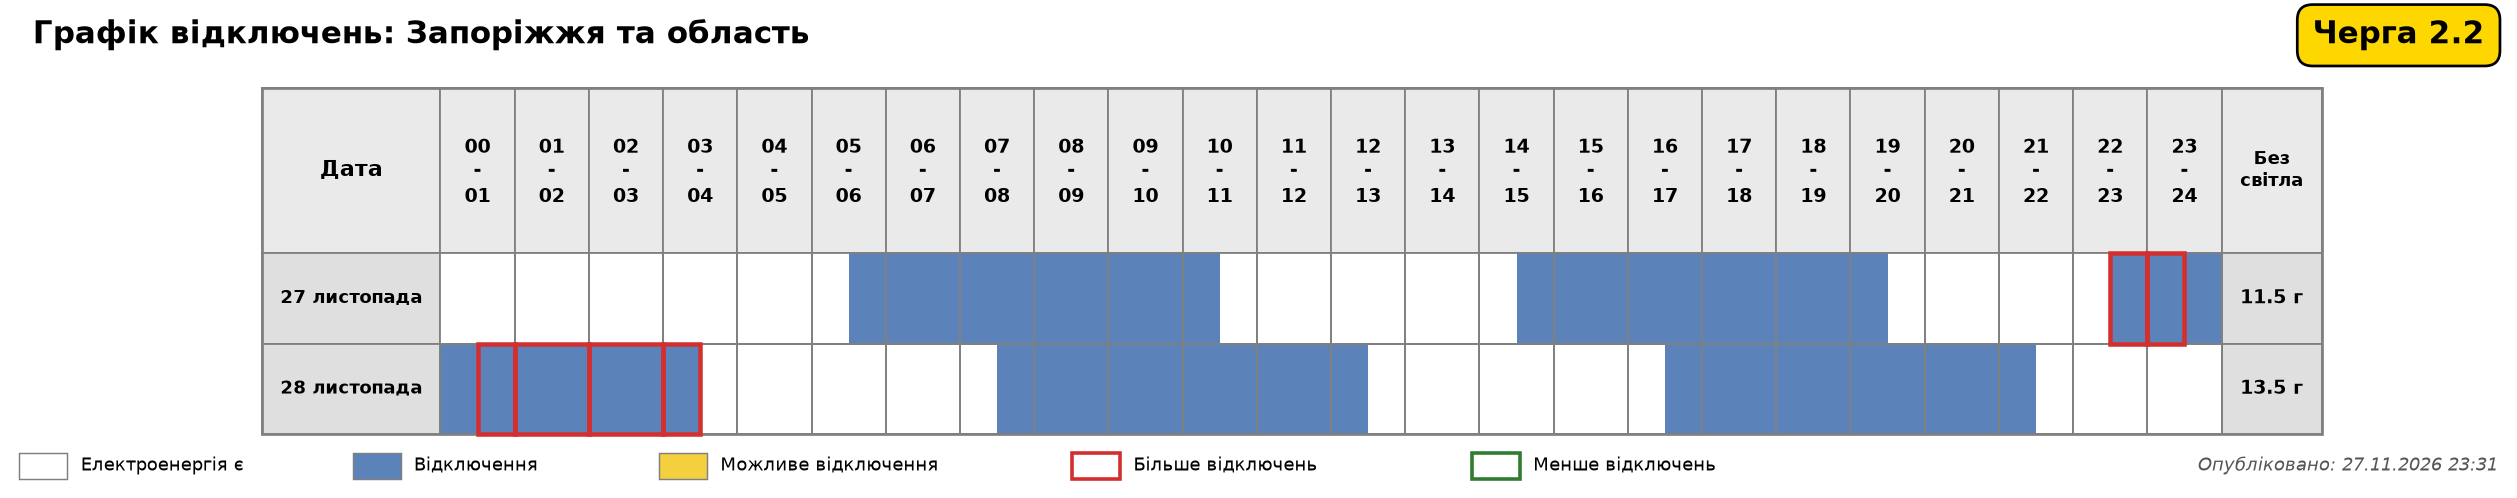 Графік відключень: Запоріжжя та область
Черга 2.2
Дата
00 - 01
01 - 02
02 - 03
03 - 04
04 - 05
05 - 06
06 - 07
07 - 08
08 - 09
09 - 10
10 - 11
11 - 12
12 - 13
13 - 14
14 - 15
15 - 16
16 - 17
17 - 18
18 - 19
19 - 20
20 - 21
21 - 22
22 - 23
23 - 24
Без
світла
27 листопада
11.5 г
28 листопада
13.5 г
Електроенергія є
Відключення
Можливе відключення
Більше відключень
Менше відключень
Опубліковано: 27.11.2026 23:31